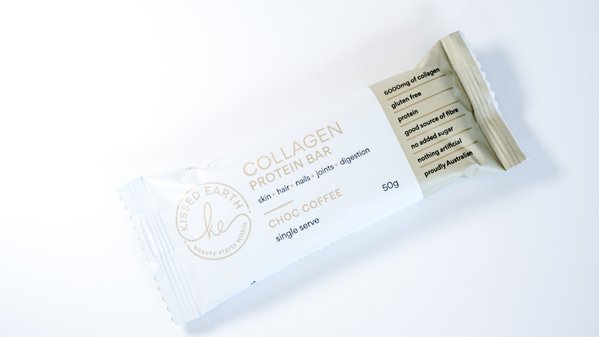 KISSED EARTH
ke
beauty starts within
COLLAGEN
PROTEIN BAR
skin · hair · nails · joints · digestion
CHOC COFFEE
single serve
50g
6000mg of collagen
gluten free
protein
good source of fibre
no added sugar
nothing artificial
proudly Australian